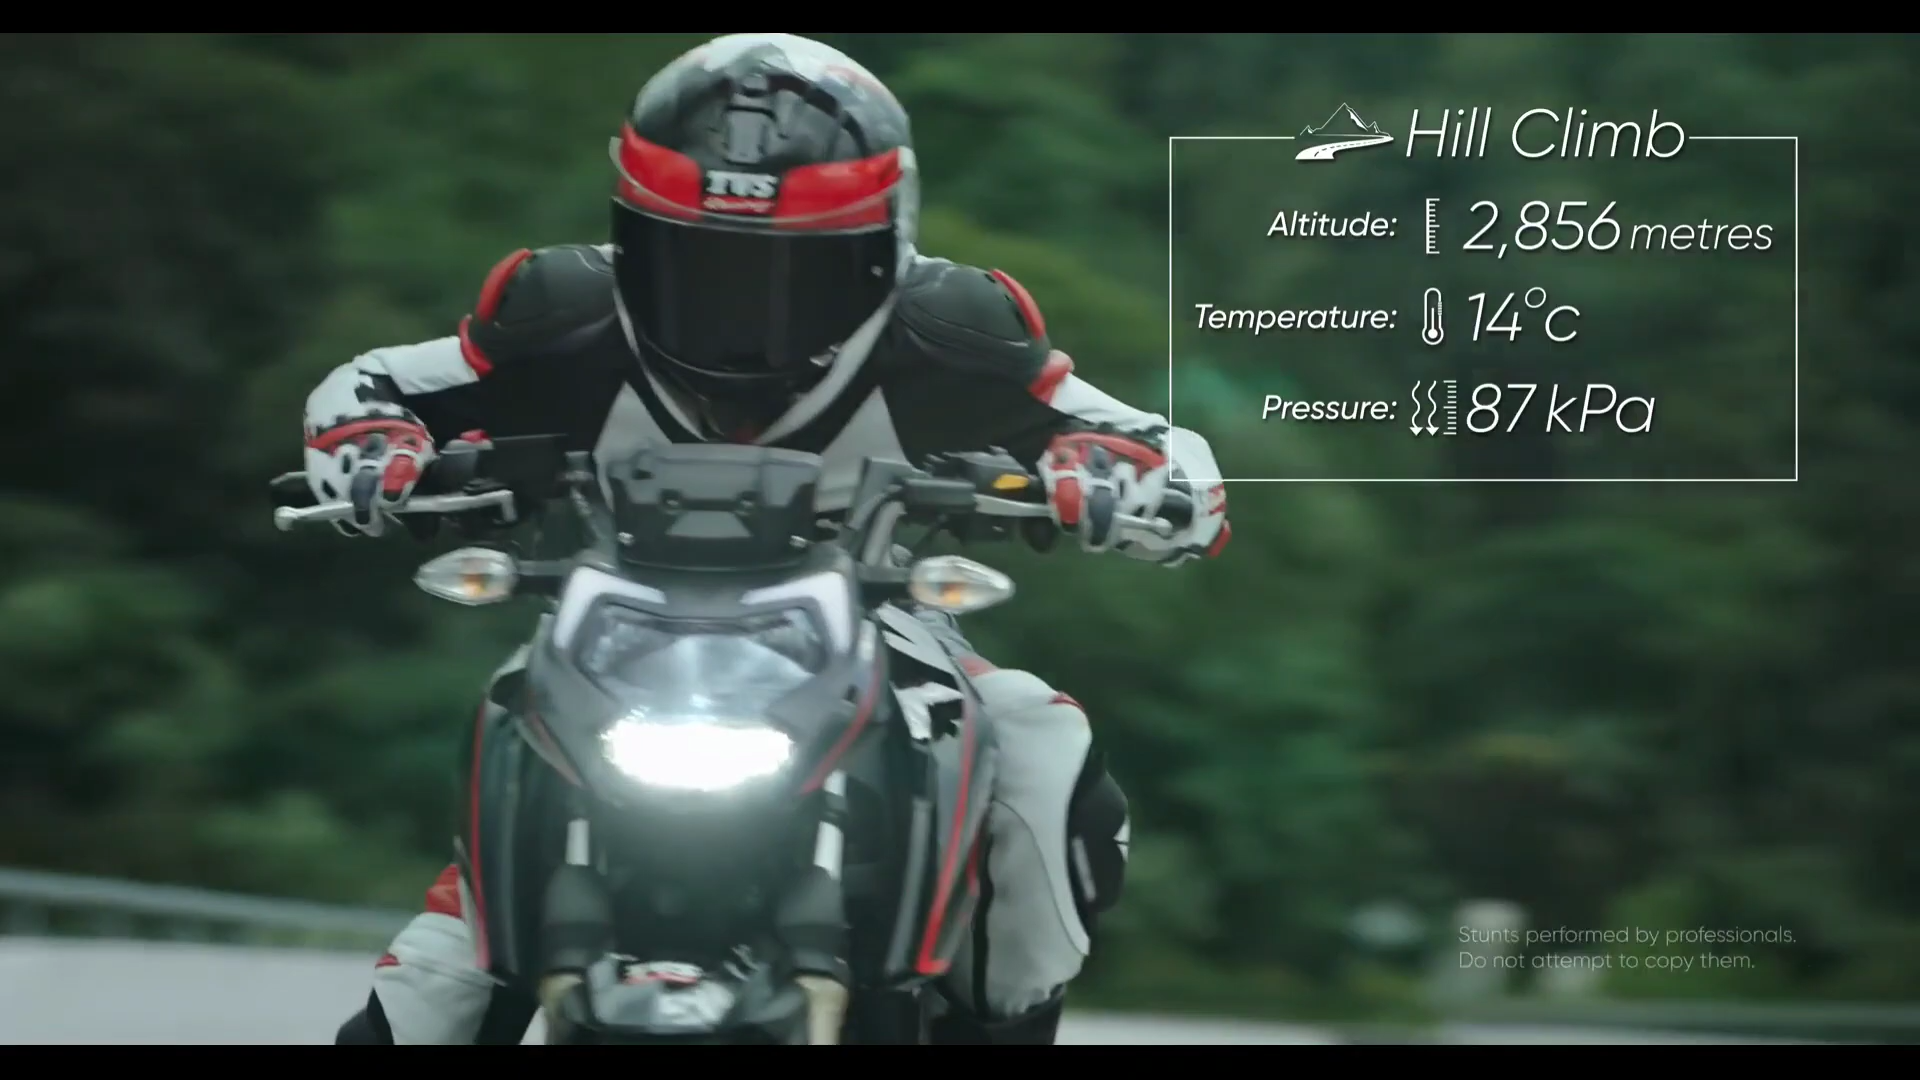 TVS
Racing
Hill Climb
Altitude: 2,856 metres
Temperature: 14°C
Pressure: 87 kPa
Stunts performed by professionals.
Do not attempt to copy them.